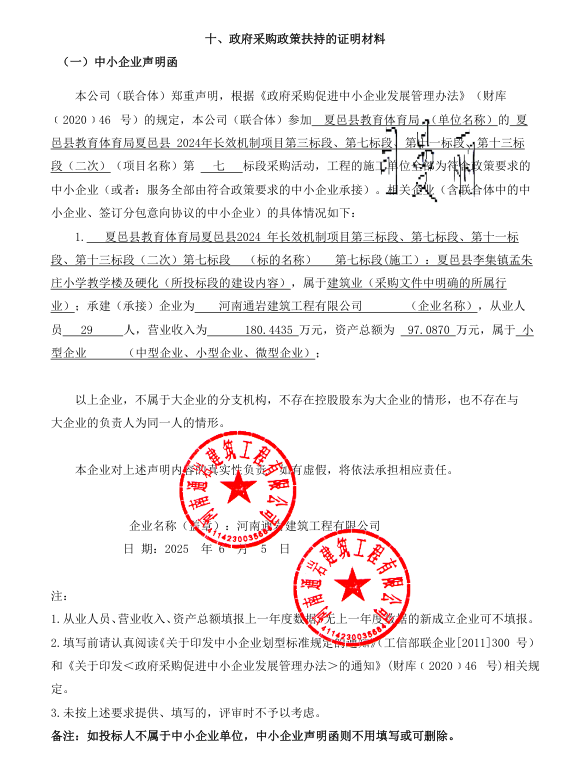 十、政府采购政策扶持的证明材料
（一）中小企业声明函
本公司（联合体）郑重声明，根据《政府采购促进中小企业发展管理办法》（财库
﹝2020﹞46 号）的规定，本公司（联合体）参加 夏邑县教育体育局 （单位名称）的 夏
邑县教育体育局夏邑县 2024年长效机制项目第三标段、第七标段、第十一标段、第十三标
段（二次）（项目名称）第 七 标段采购活动，工程的施工单位全部为符合政策要求的
中小企业（或者：服务全部由符合政策要求的中小企业承接）。相关企业（含联合体中的中
小企业、签订分包意向协议的中小企业）的具体情况如下：
1. 夏邑县教育体育局夏邑县2024 年长效机制项目第三标段、第七标段、第十一标
段、第十三标段（二次）第七标段 （标的名称） 第七标段(施工)：夏邑县李集镇孟朱
庄小学教学楼及硬化（所投标段的建设内容），属于建筑业（采购文件中明确的所属行
业）；承建（承接）企业为 河南通岩建筑工程有限公司 （企业名称），从业人
员 29 人，营业收入为 180.4435 万元，资产总额为 97.0870 万元，属于 小
型企业 （中型企业、小型企业、微型企业）；
以上企业，不属于大企业的分支机构，不存在控股股东为大企业的情形，也不存在与
大企业的负责人为同一人的情形。
本企业对上述声明内容的真实性负责。如有虚假，将依法承担相应责任。
河南通岩建筑工程有限公司
企业名称（盖章）：河南通岩建筑工程有限公司
日 期：2025 年 6 月 5 日
河南通岩建筑工程有限公司
注：
1.从业人员、营业收入、资产总额填报上一年度数据，无上一年度数据的新成立企业可不填报。
2.填写前请认真阅读《关于印发中小企业划型标准规定的通知》（工信部联企业[2011]300 号）
和《关于印发＜政府采购促进中小企业发展管理办法＞的通知》(财库﹝2020﹞46 号)相关规
定。
3.未按上述要求提供、填写的，评审时不予以考虑。
备注：如投标人不属于中小企业单位，中小企业声明函则不用填写或可删除。